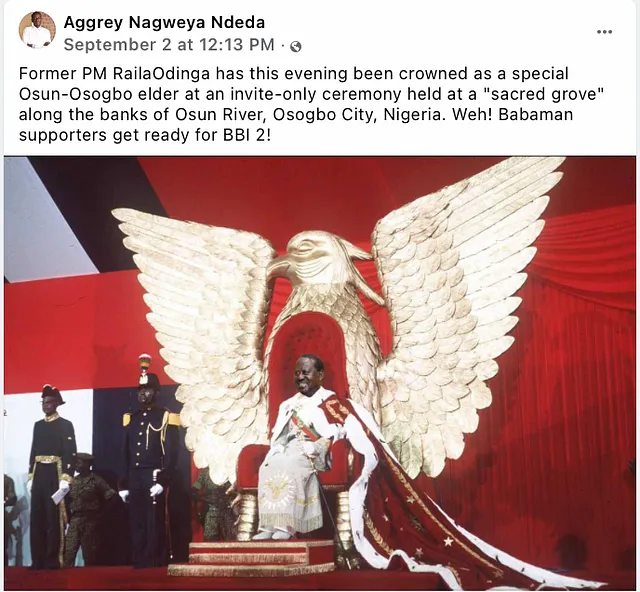 Aggrey Nagweya Ndeda
September 2 at 12:13 PM ·
Former PM RailaOdinga has this evening been crowned as a special
Osun-Osogbo elder at an invite-only ceremony held at a "sacred grove"
along the banks of Osun River, Osogbo City, Nigeria. Weh! Babaman
supporters get ready for BBI 2!